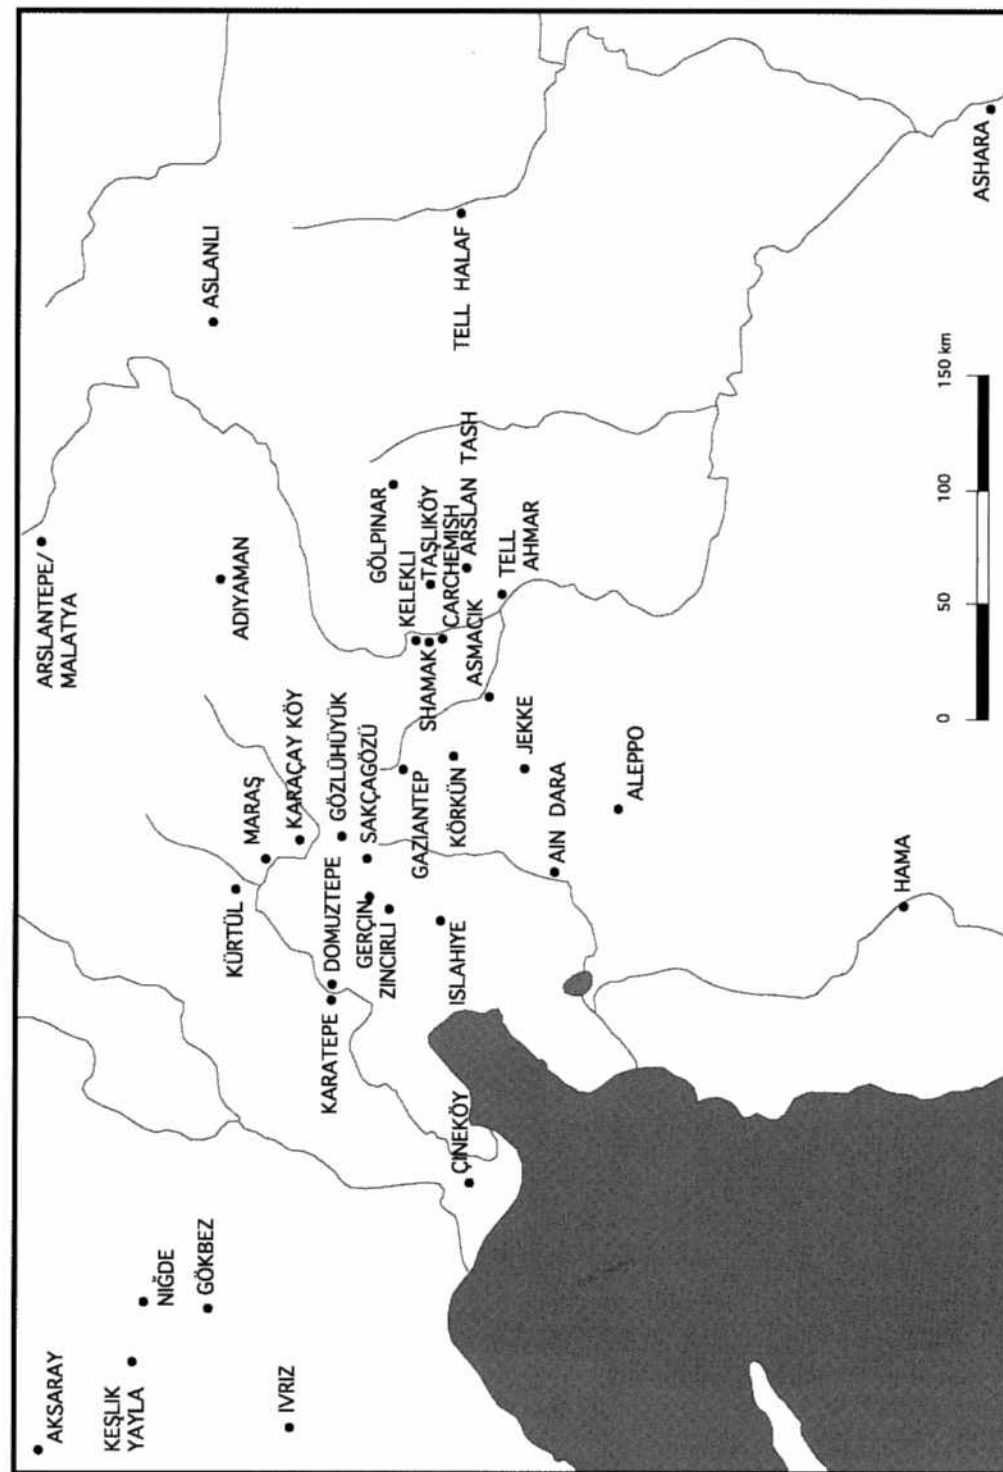 ARSLANTEPE/
MALATYA
AKSARAY
KEŞLIK
YAYLA
NIĞDE
GÖKBEZ
IVRIZ
KÜRTÜL
MARAŞ
KARAÇAY KÖY
ADIYAMAN
ASLANLI
KARATEPE
DOMUZTEPE
GÖZLÜHÜYÜK
GERÇIN
SAKÇAGÖZÜ
ZINCIRLI
GAZIANTEP
GÖLPINAR
KELEKLI
TAŞLIKÖY
SHAMAK
CARCHEMISH
ÇINEKÖY
ISLAHIYE
KÖRKÜN
ASMACIK
ARSLAN TASH
TELL HALAF
TELL
AHMAR
JEKKE
AIN DARA
ALEPPO
HAMA
ASHARA
0
50
100
150 km